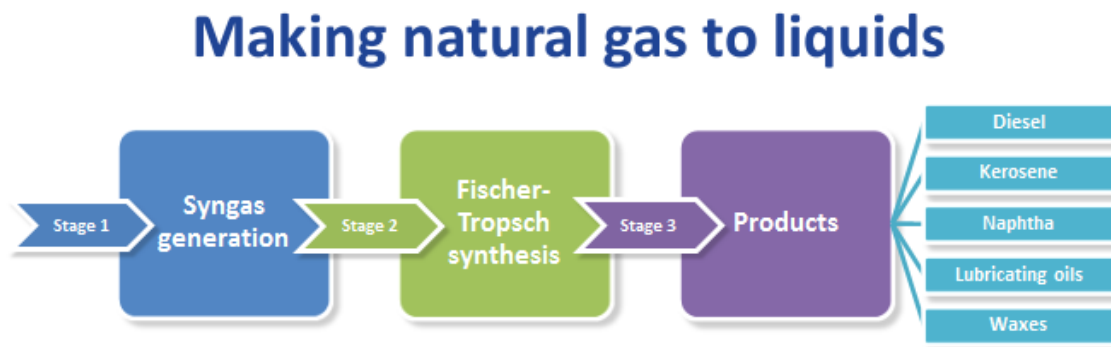 Making natural gas to liquids
Stage 1
Syngas
generation
Stage 2
Fischer-
Tropsch
synthesis
Stage 3
Products
Diesel
Kerosene
Naphtha
Lubricating oils
Waxes